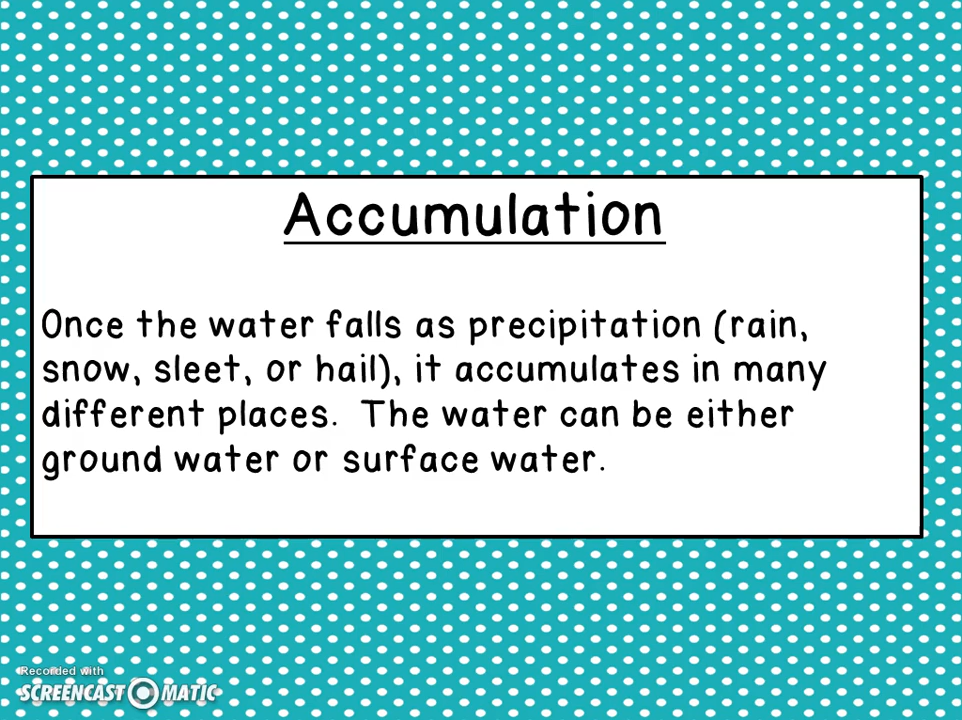 Accumulation
Once the water falls as precipitation (rain,
snow, sleet, or hail), it accumulates in many
different places.  The water can be either
ground water or surface water.
Recorded with
SCREENCAST MATIC